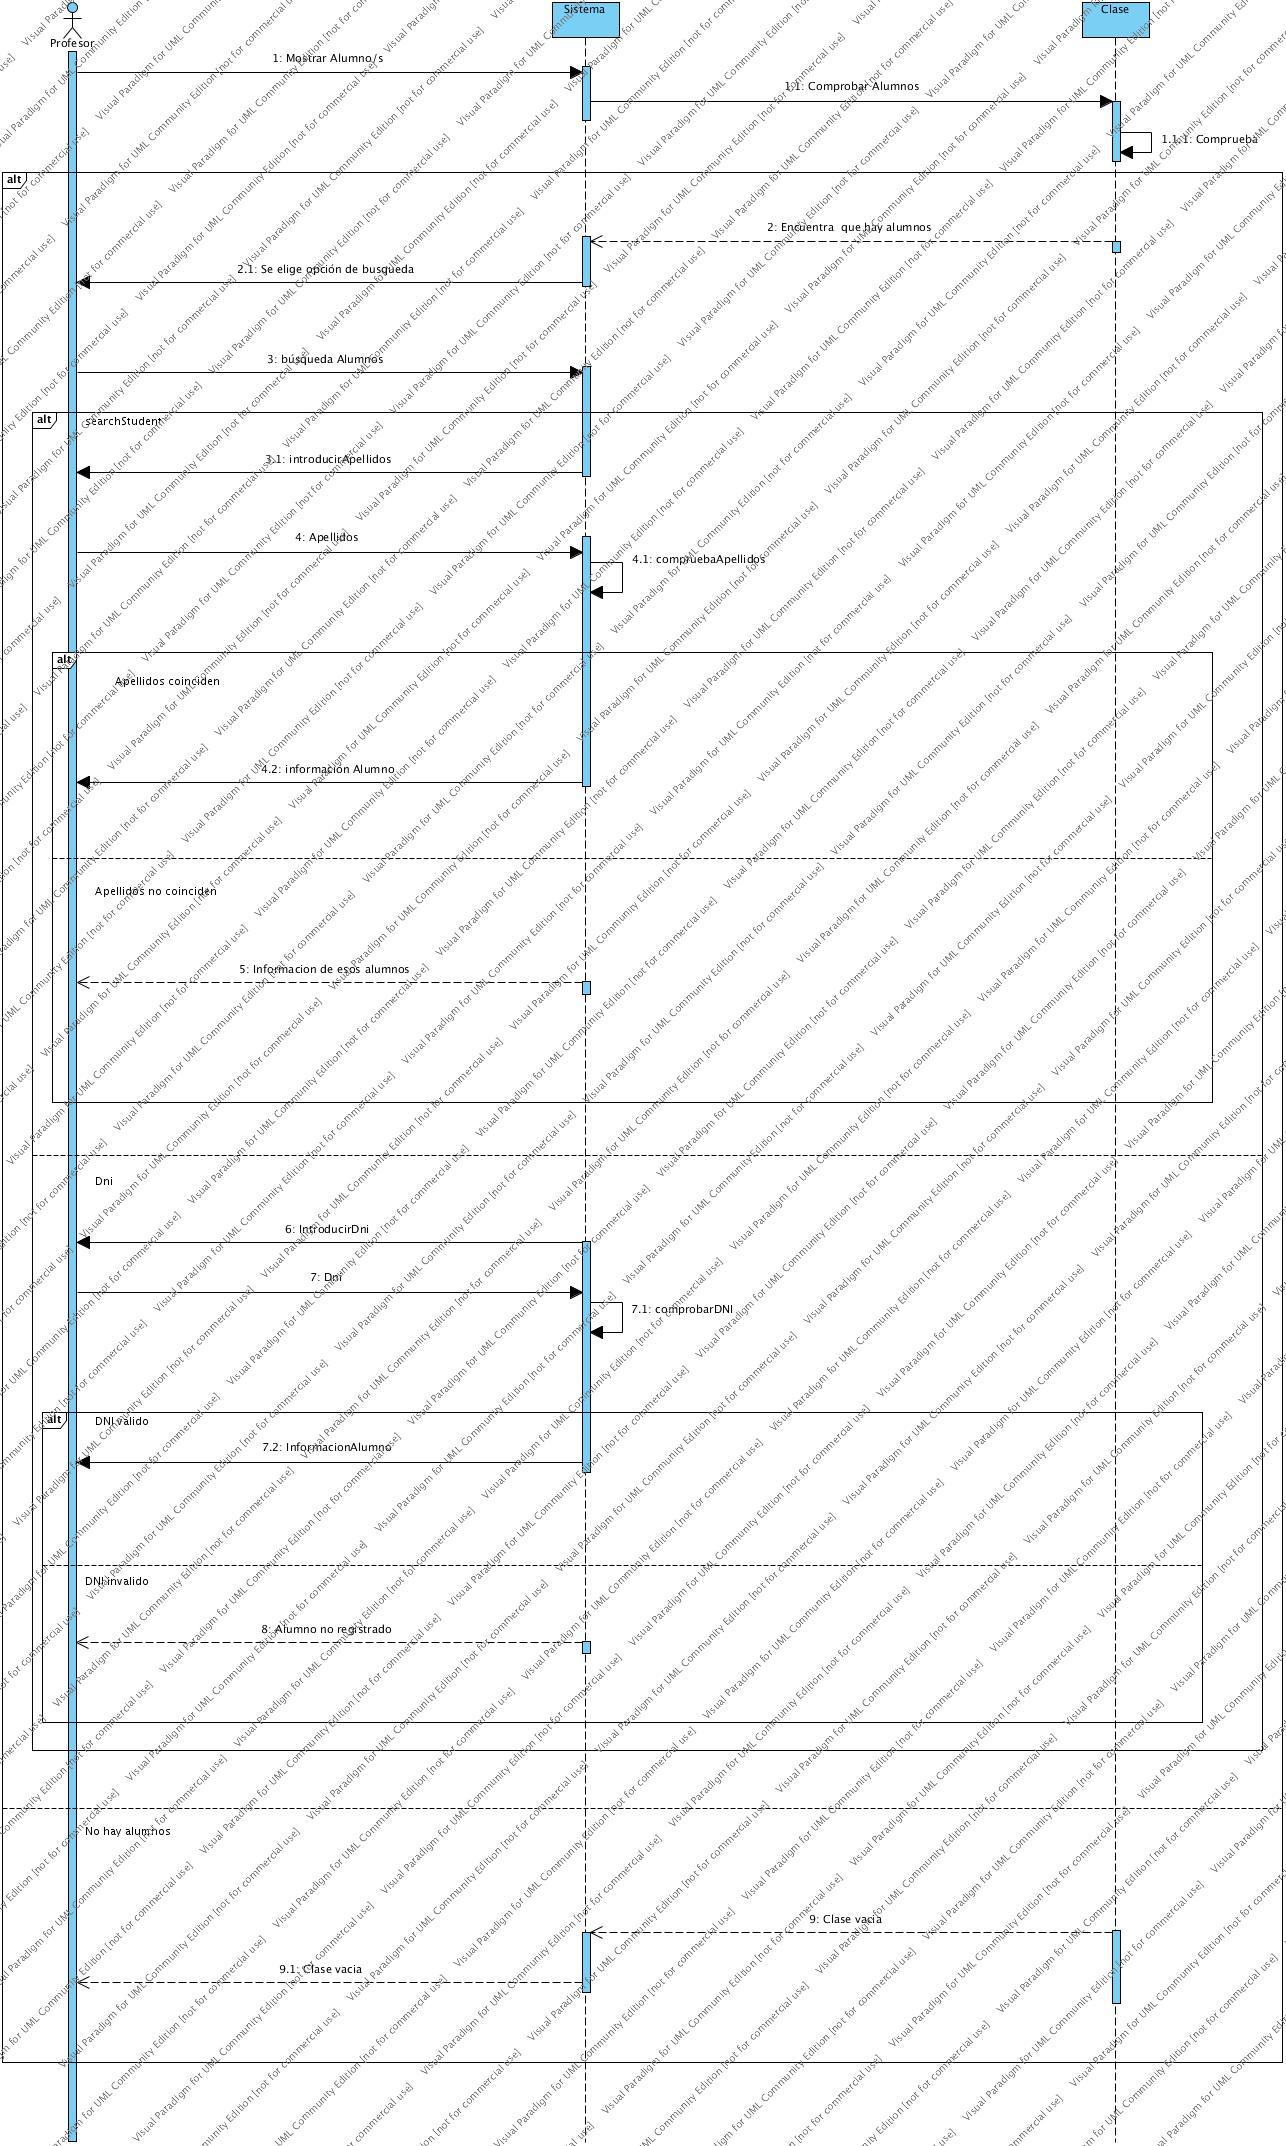 Profesor
Sistema
Clase
1: Mostrar Alumno/s
1.1: Comprobar Alumnos
1.1.1: Comprueba
alt
2: Encuentra que hay alumnos
2.1: Se elige opción de busqueda
3: búsqueda Alumnos
alt
searchStudent
3.1: introducirApellidos
4: Apellidos
4.1: compruebaApellidos
alt
Apellidos coinciden
4.2: información Alumno
Apellidos no coinciden
5: Informacion de esos alumnos
Dni
6: IntroducirDni
7: Dni
7.1: comprobarDNI
alt
DNI valido
7.2: InformacionAlumno
DNI invalido
8: Alumno no registrado
No hay alumnos
9: Clase vacia
9.1: Clase vacia
Visual Paradigm for UML Community Edition [not for commercial use]